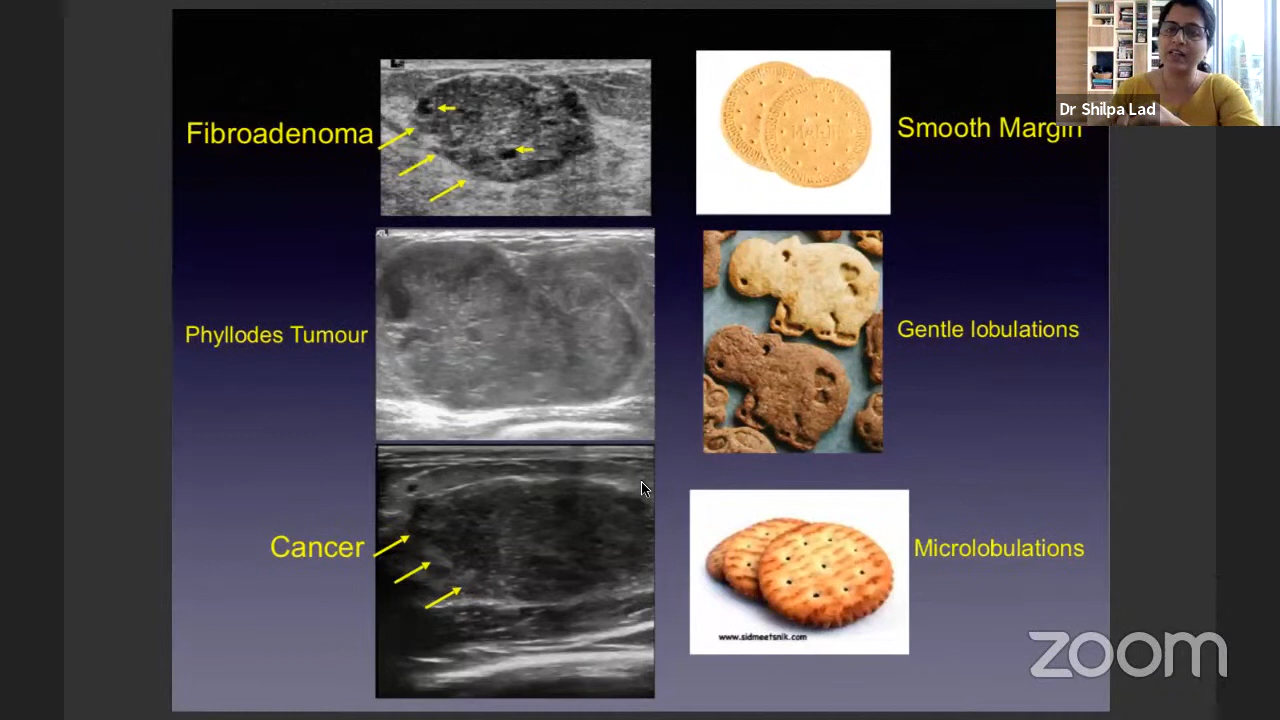 Dr Shilpa Lad
Fibroadenoma
Smooth Margin
Phyllodes Tumour
Gentle lobulations
Cancer
Microlobulations
www.sidmeetsnik.com
zoom